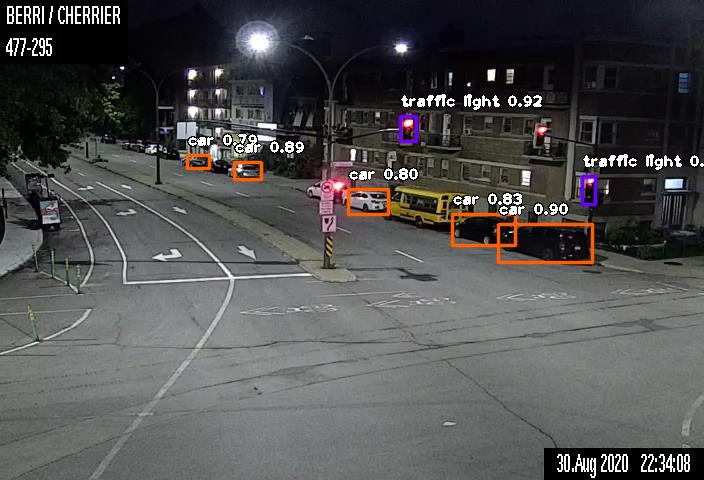 BERRI / CHERRIER
477-295
traffic light 0.92
car 0.79
car 0.89
traffic light 0.
car 0.80
car 0.83
car 0.90
30.Aug 2020 22:34:08